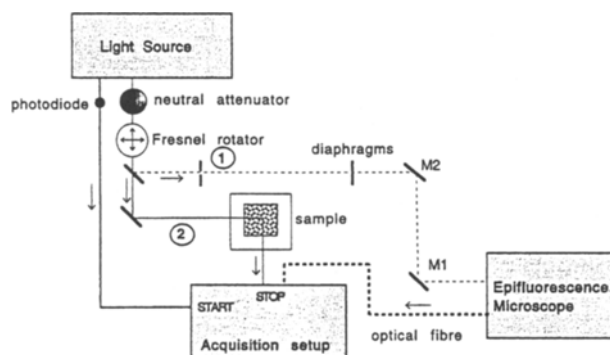 Light Source
photodiode
neutral attenuator
Fresnel rotator
1
diaphragms
M2
2
sample
M1
START
STOP
Acquisition setup
optical fibre
Epifluorescence
Microscope